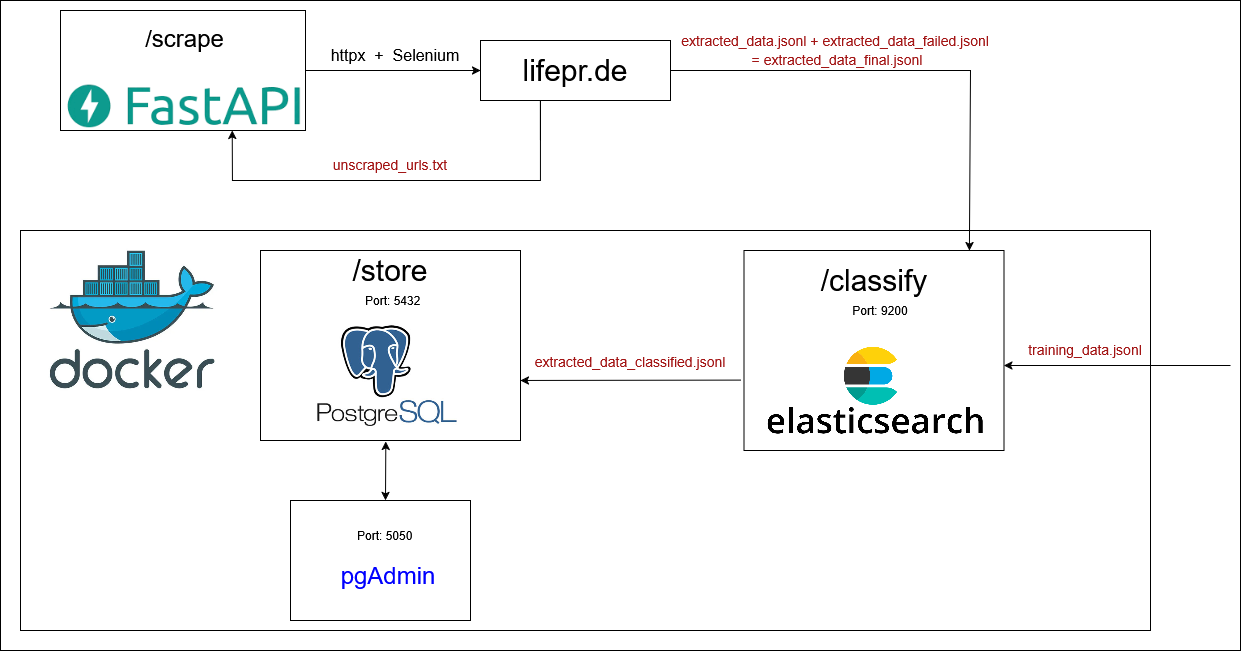 /scrape
FastAPI
httpx + Selenium
lifepr.de
extracted_data.jsonl + extracted_data_failed.jsonl
= extracted_data_final.jsonl
unscraped_urls.txt
docker
/store
Port: 5432
PostgreSQL
extracted_data_classified.jsonl
/classify
Port: 9200
elasticsearch
training_data.jsonl
Port: 5050
pgAdmin